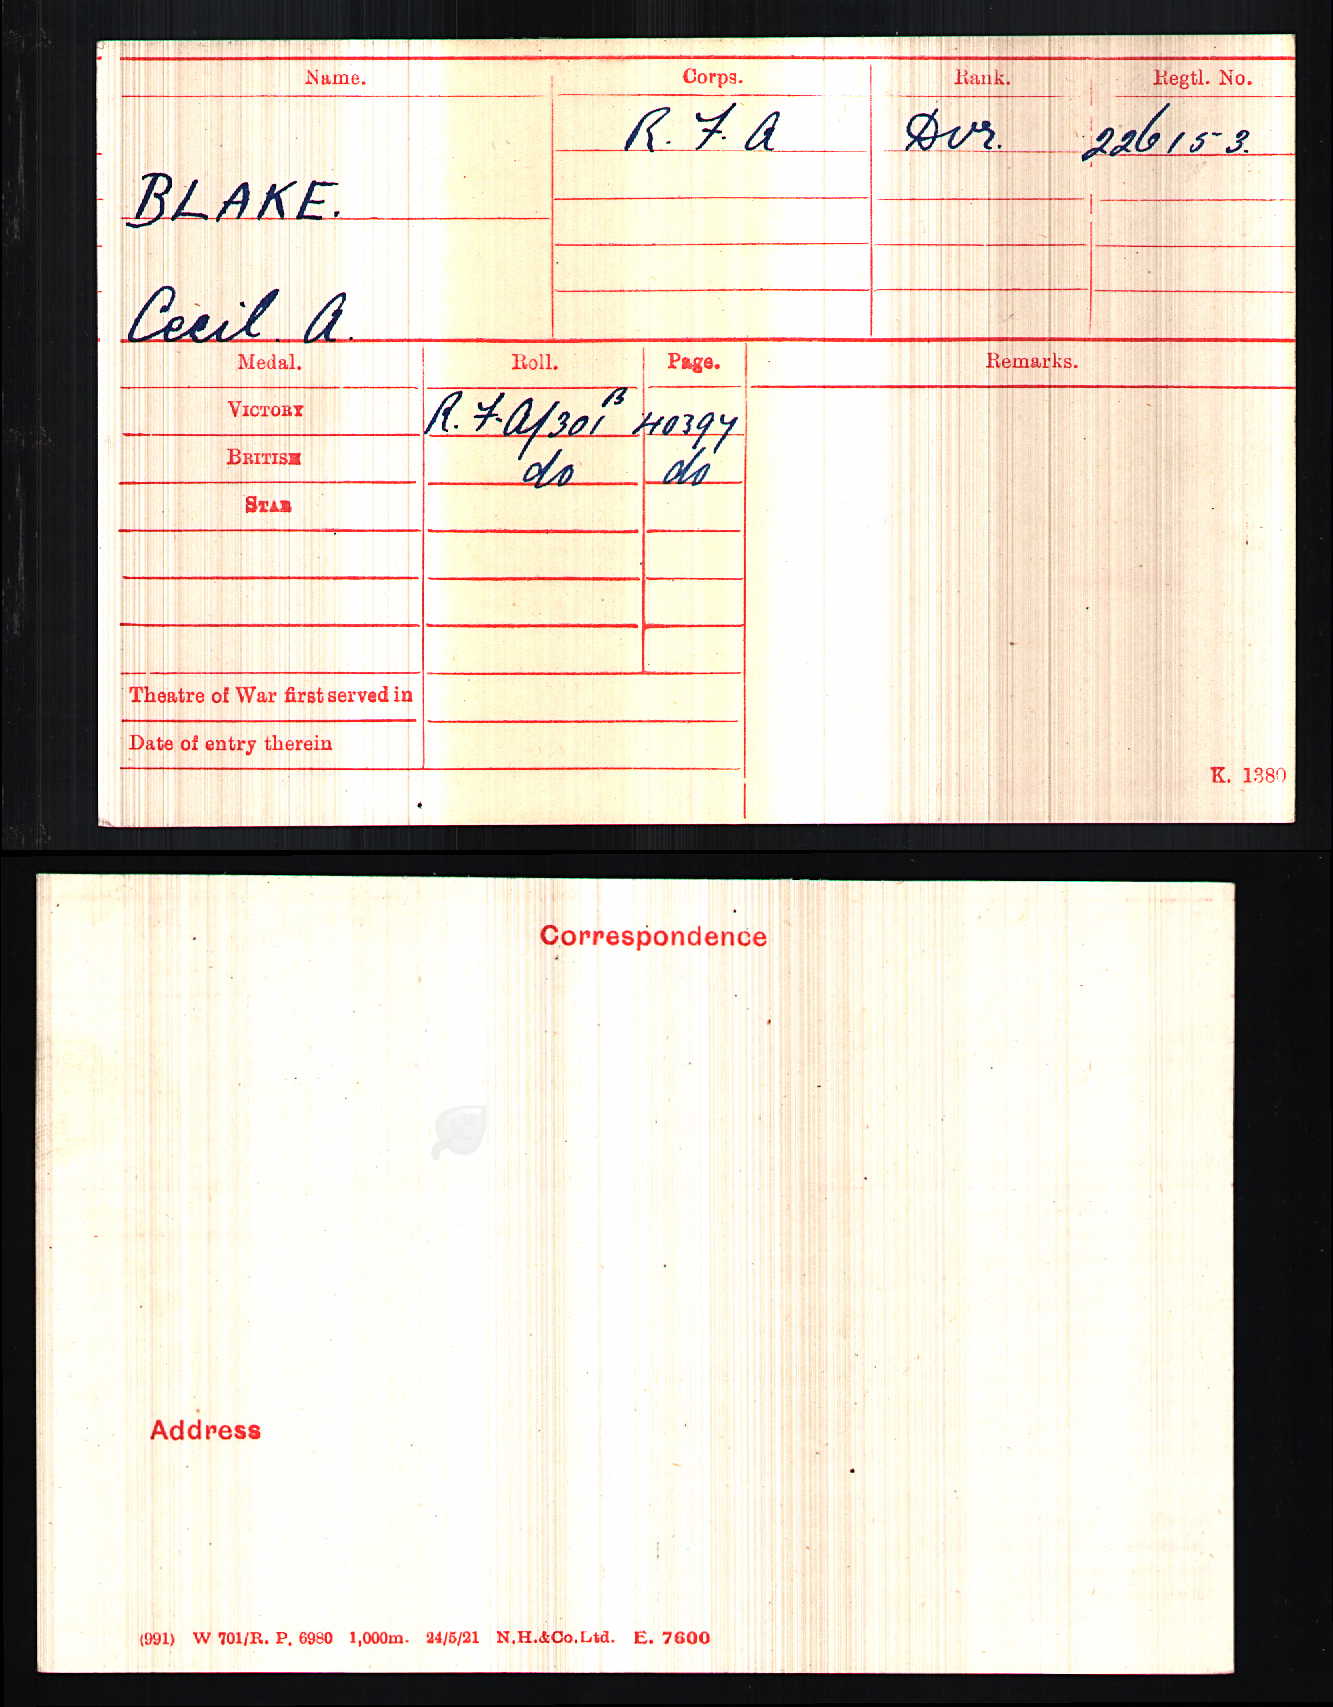 Name. Corps. Rank. Regtl. No.
R. F. A Dvr. 226153.
BLAKE.
Cecil. A.
Medal. Roll. Page. Remarks.
VICTORY R. F. A/301B 40397
BRITISH do do
STAR
Theatre of War first served in
Date of entry therein
K. 1380
Correspondence
Address
(991) W 701/R. P. 6980 1,000m. 24/5/21 N.H.&Co.Ltd. E. 7600